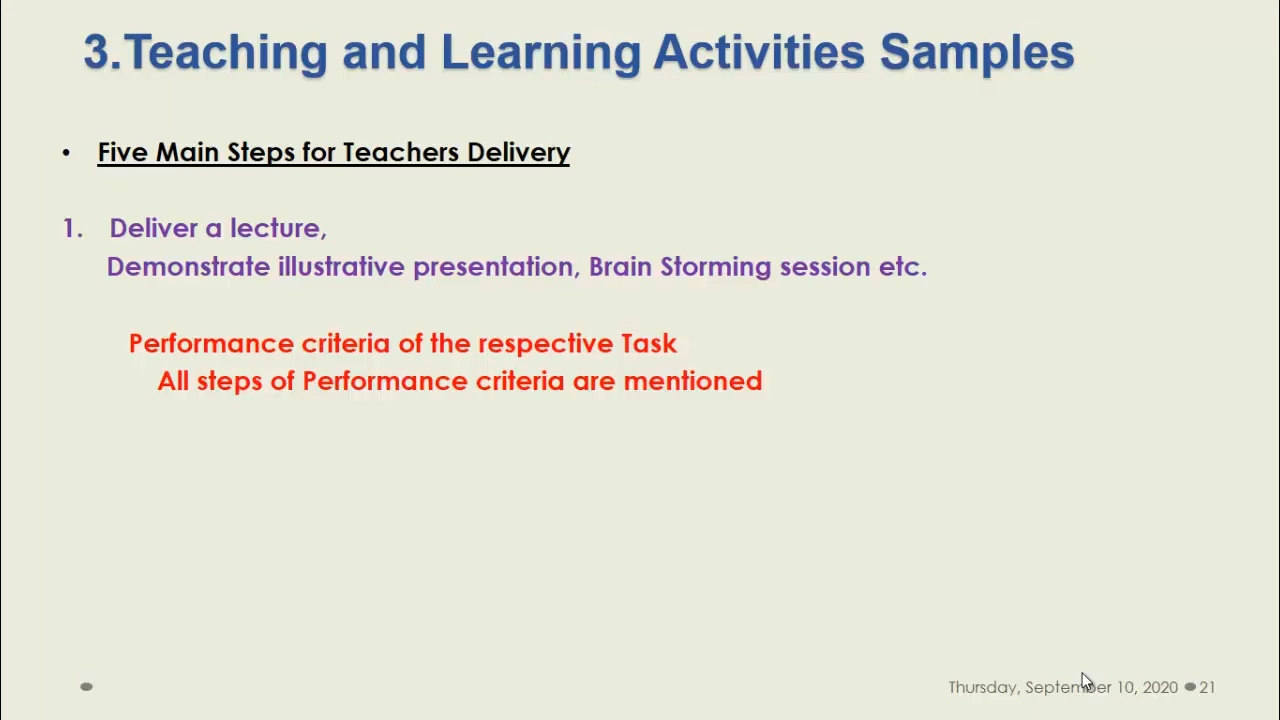 3.Teaching and Learning Activities Samples
• Five Main Steps for Teachers Delivery
1. Deliver a lecture,
Demonstrate illustrative presentation, Brain Storming session etc.
Performance criteria of the respective Task
All steps of Performance criteria are mentioned
Thursday, September 10, 2020 21